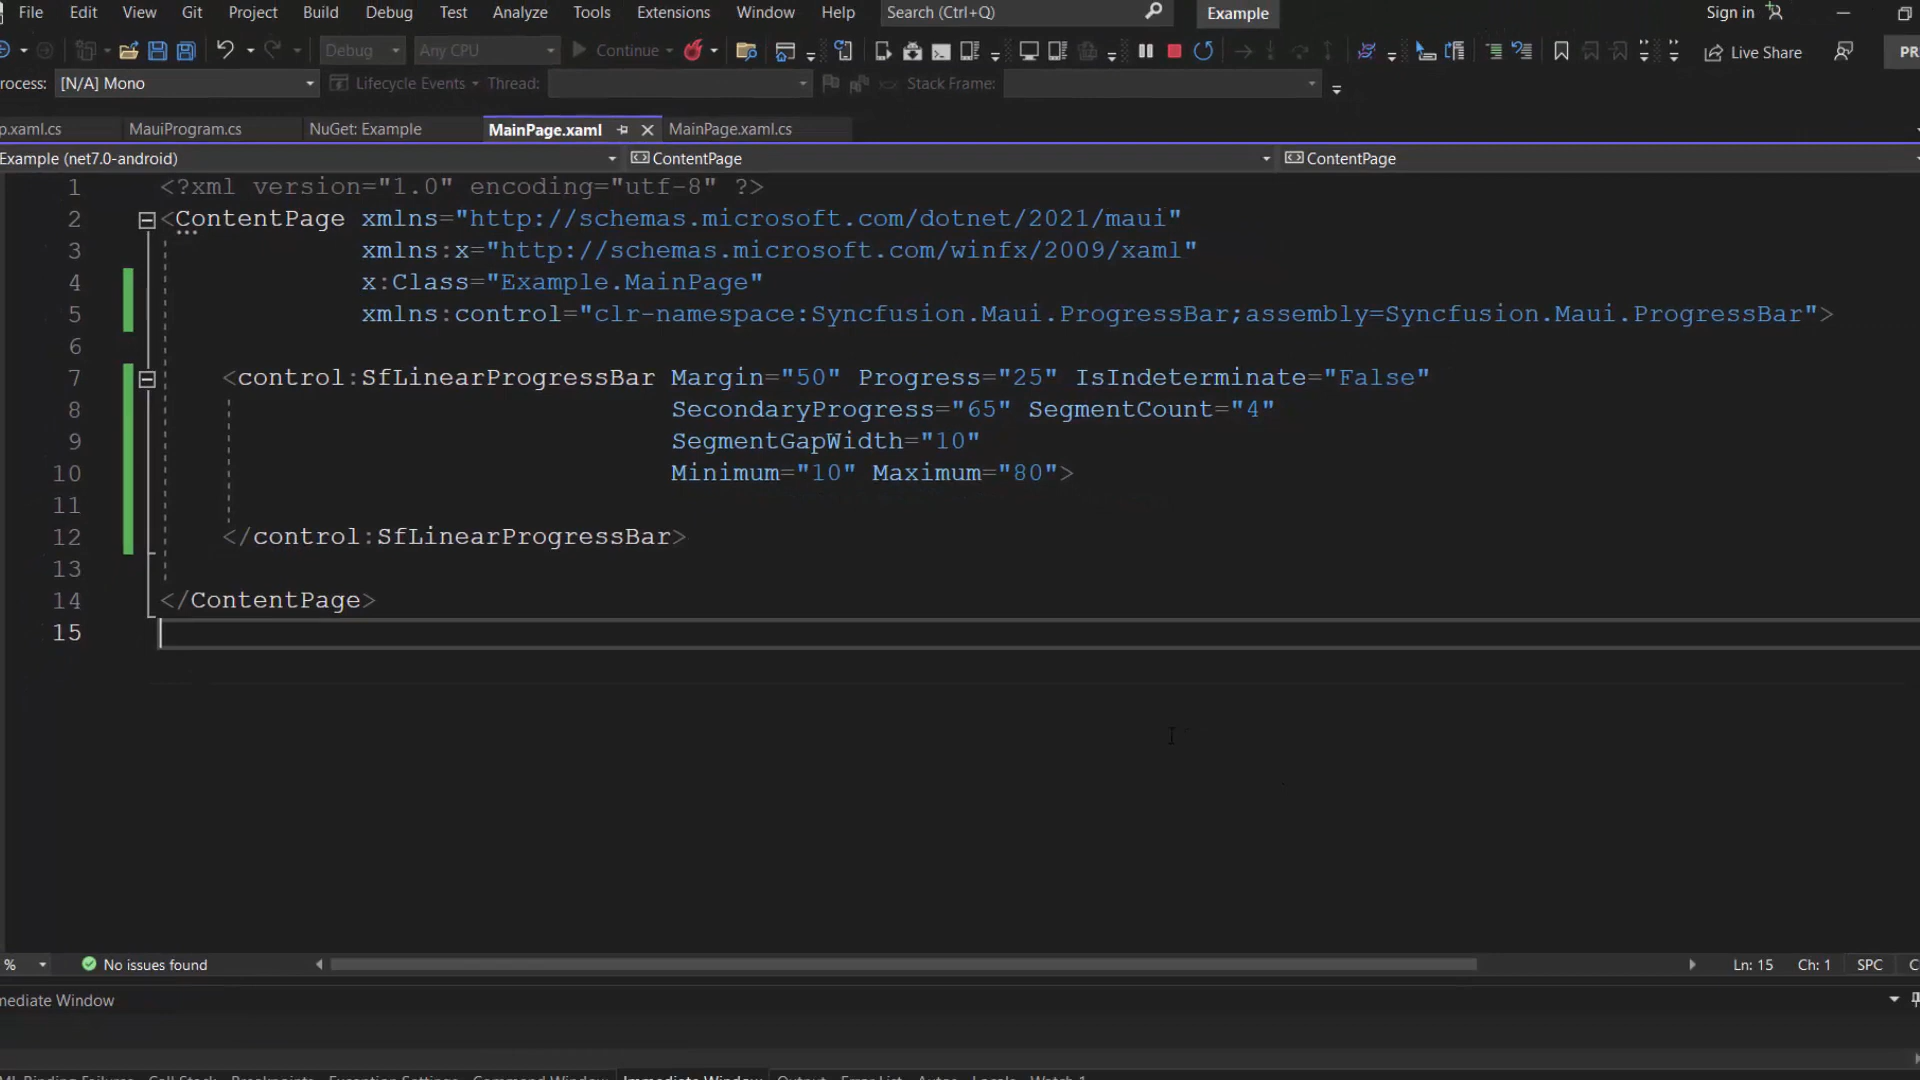 File Edit View Git Project Build Debug Test Analyze Tools Extensions Window Help Search (Ctrl+Q) Example Sign in
Debug Any CPU Continue Live Share PR
rocess: [N/A] Mono Lifecycle Events Thread: Stack Frame:
p.xaml.cs MauiProgram.cs NuGet: Example MainPage.xaml MainPage.xaml.cs
Example (net7.0-android) ContentPage ContentPage
1 <?xml version="1.0" encoding="utf-8" ?>
2 <ContentPage xmlns="http://schemas.microsoft.com/dotnet/2021/maui"
3 xmlns:x="http://schemas.microsoft.com/winfx/2009/xaml"
4 x:Class="Example.MainPage"
5 xmlns:control="clr-namespace:Syncfusion.Maui.ProgressBar;assembly=Syncfusion.Maui.ProgressBar">
6
7 <control:SfLinearProgressBar Margin="50" Progress="25" IsIndeterminate="False"
8 SecondaryProgress="65" SegmentCount="4"
9 SegmentGapWidth="10"
10 Minimum="10" Maximum="80">
11
12 </control:SfLinearProgressBar>
13
14 </ContentPage>
15
% No issues found Ln: 15 Ch: 1 SPC
mediate Window